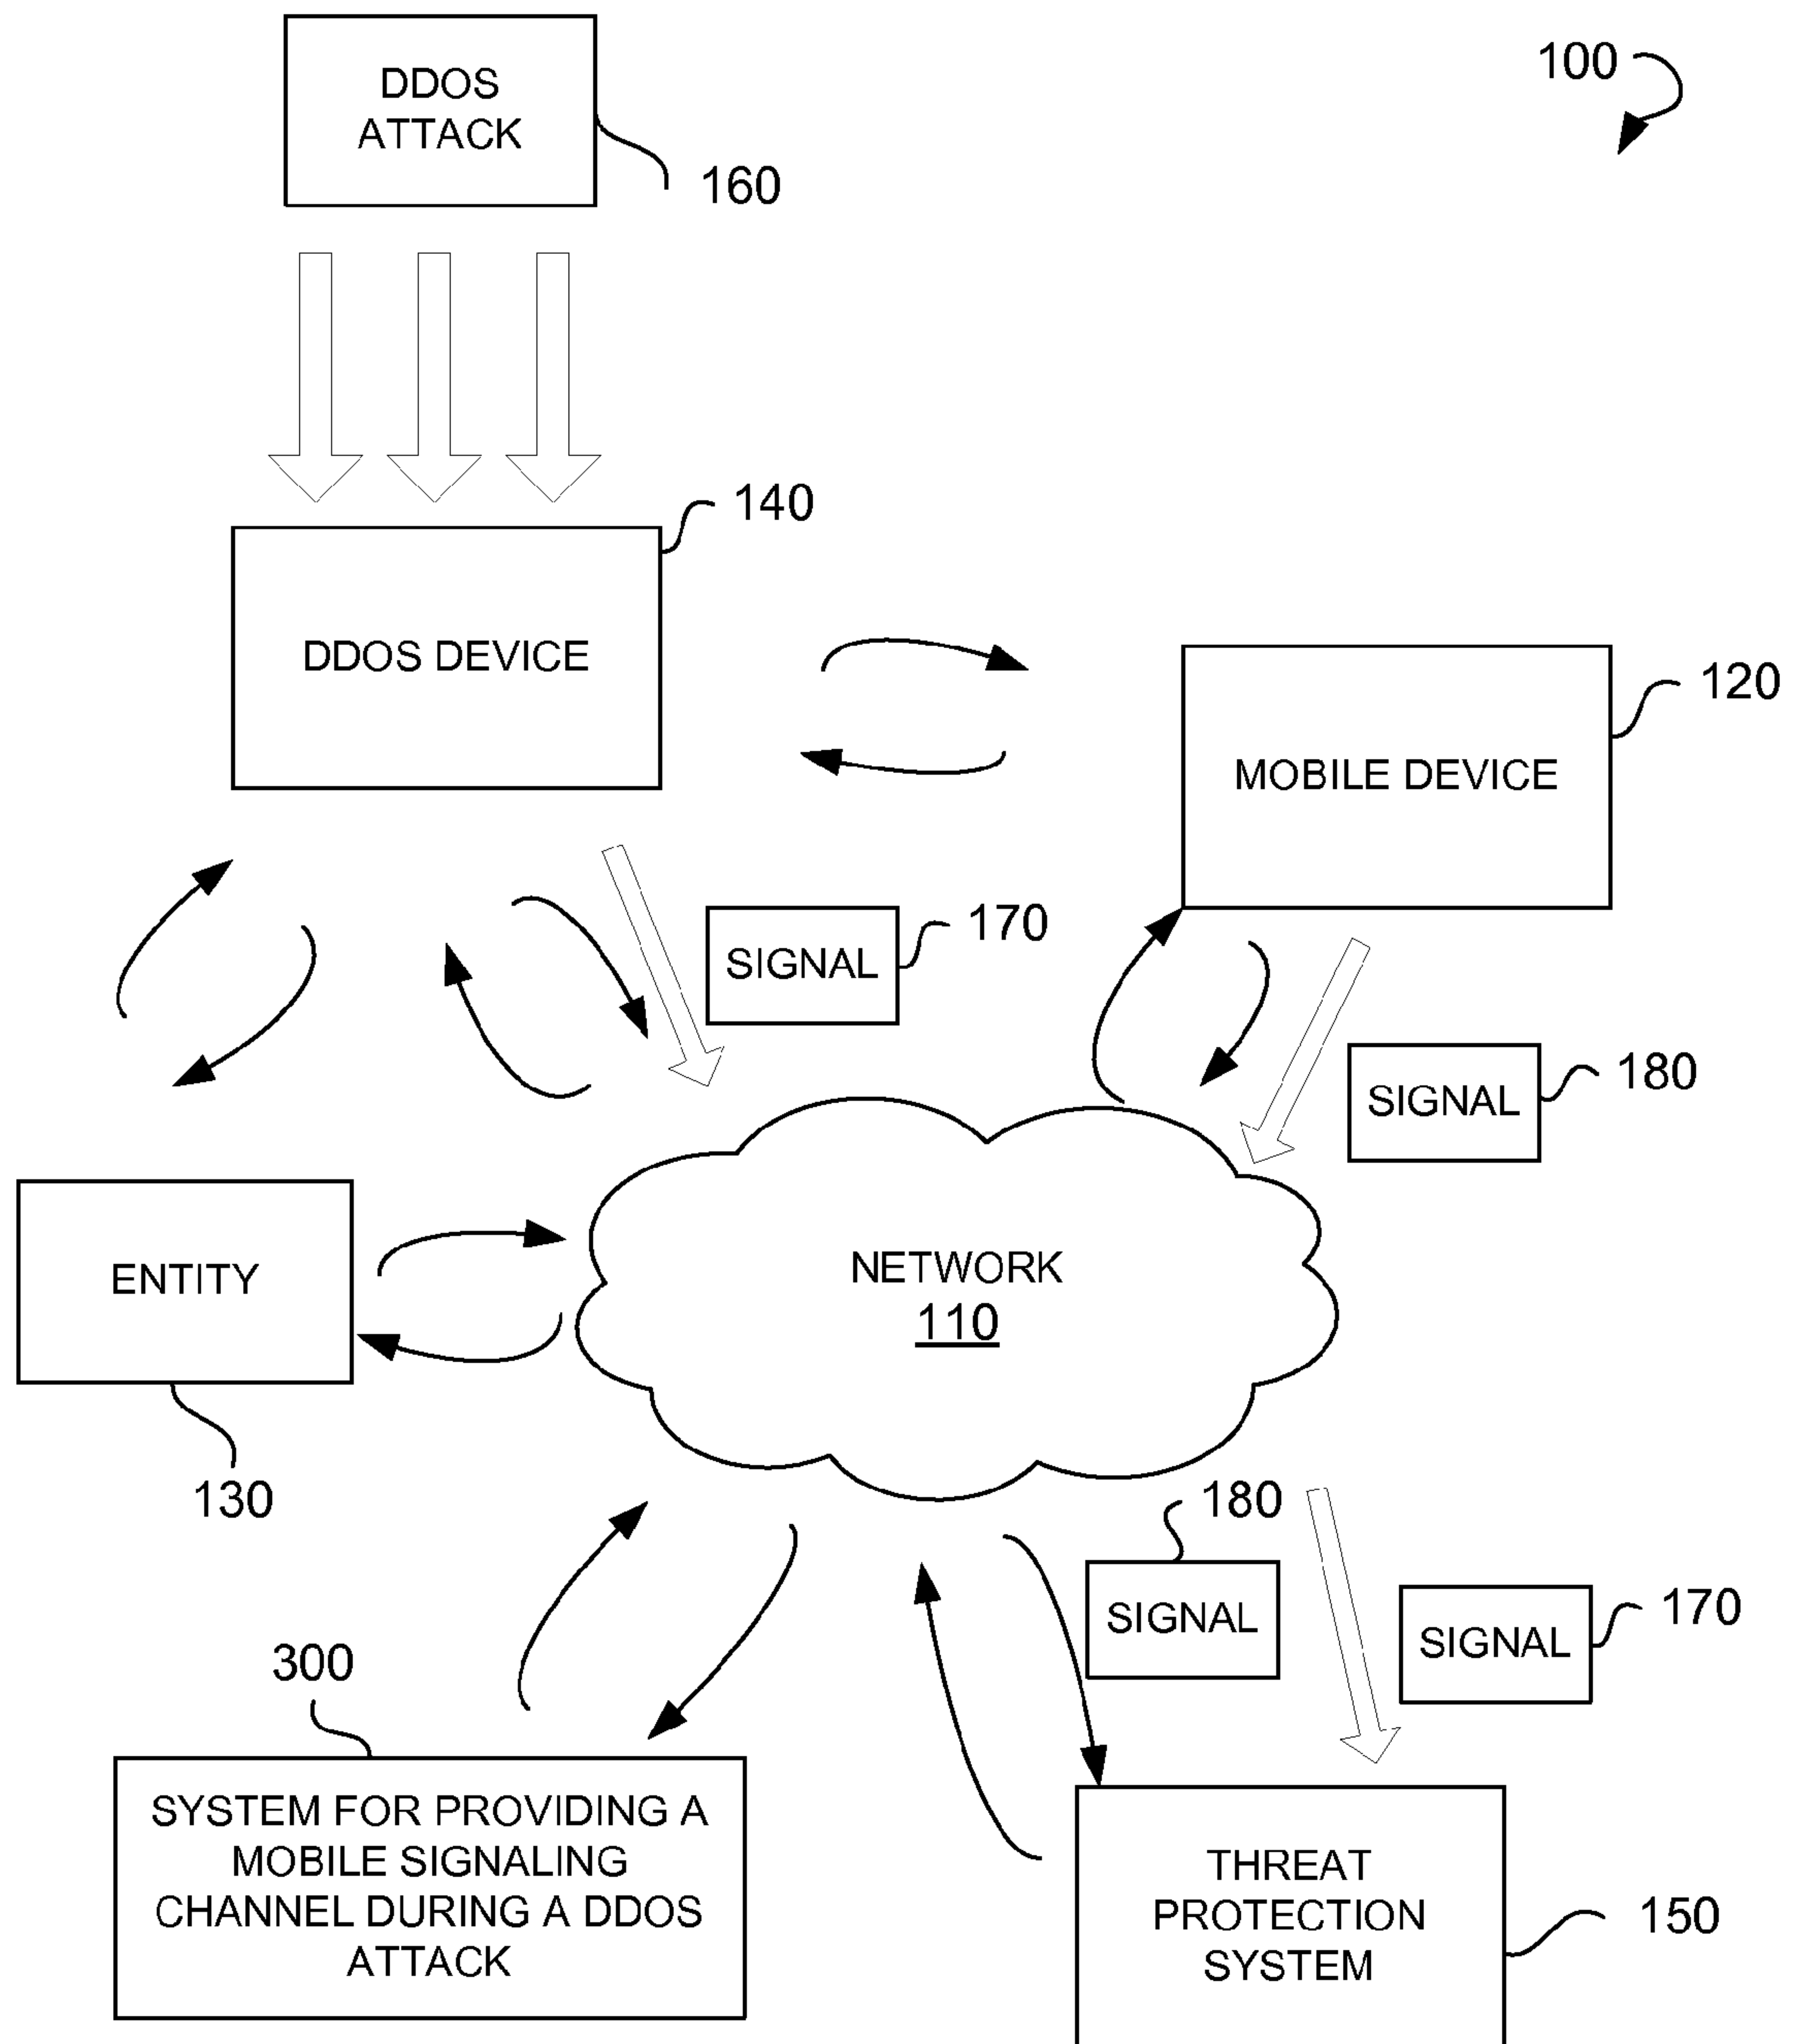 DDOS
ATTACK
100
160
140
DDOS DEVICE
120
MOBILE DEVICE
SIGNAL
170
SIGNAL
180
ENTITY
NETWORK
110
130
180
SIGNAL
170
SIGNAL
300
SYSTEM FOR PROVIDING A
MOBILE SIGNALING
CHANNEL DURING A DDOS
ATTACK
THREAT
PROTECTION
SYSTEM
150